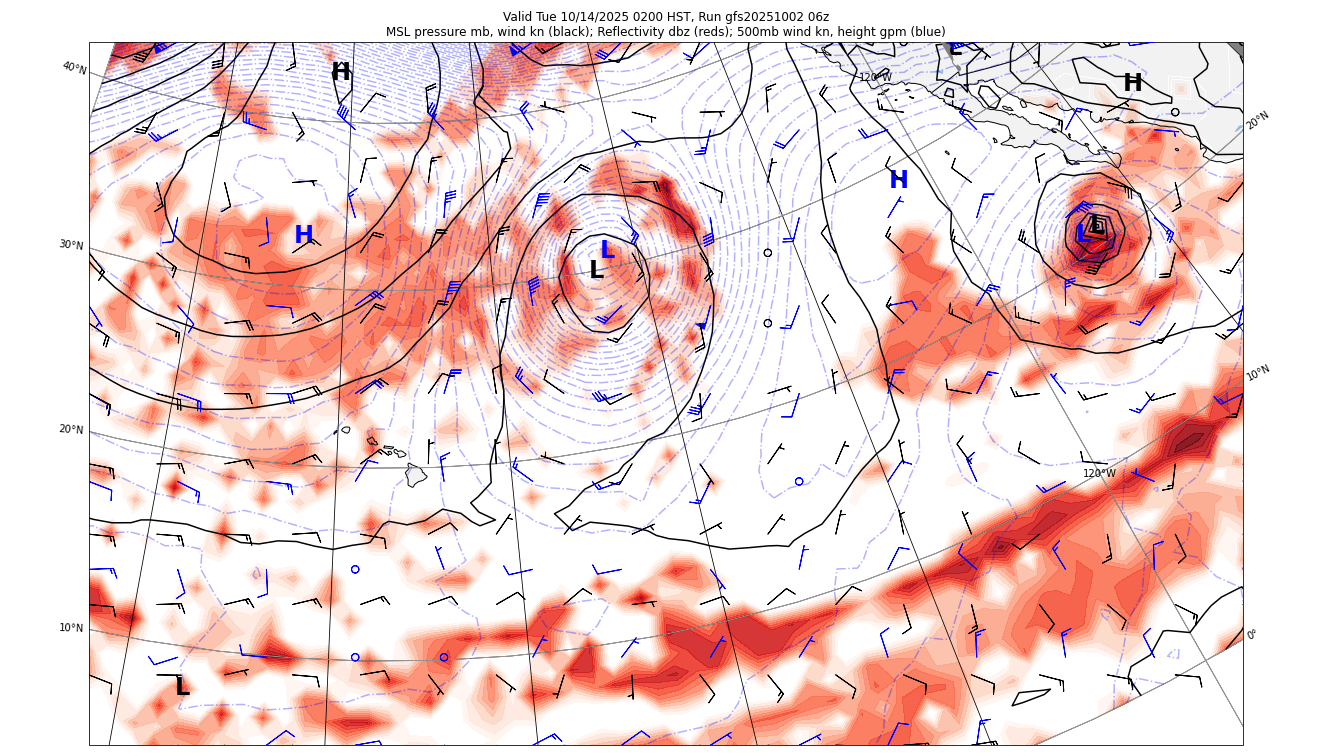 Valid Tue 10/14/2025 0200 HST, Run gfs20251002 06z
MSL pressure mb, wind kn (black); Reflectivity dbz (reds); 500mb wind kn, height gpm (blue)
L
40°N
H
120°W
H
20°N
H
30°N
H
L
L
L
L
10°N
20°N
120°W
10°N
0°
L